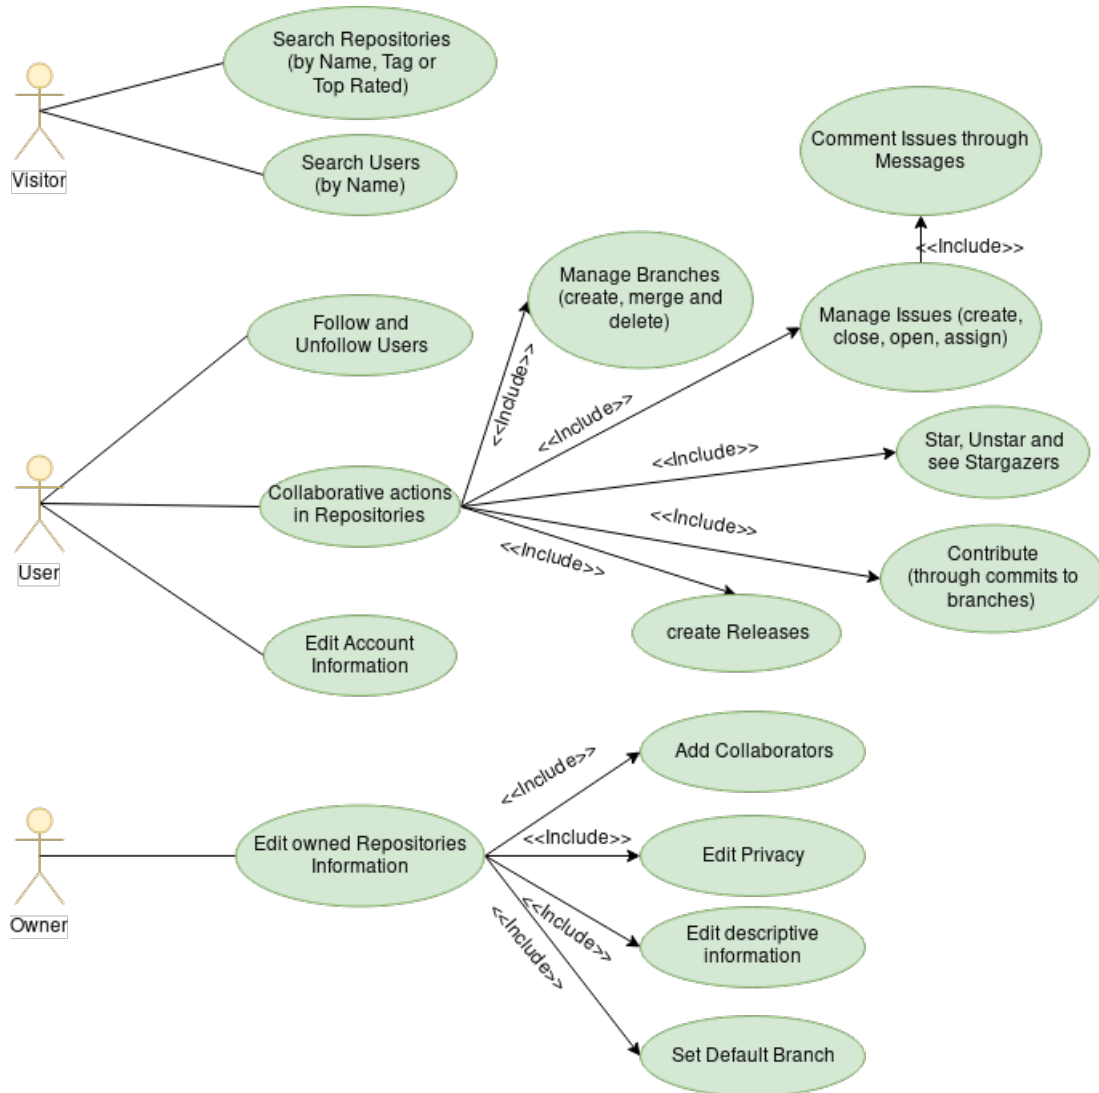 Search Repositories
(by Name, Tag or
Top Rated)
Visitor
Search Users
(by Name)
Comment Issues through
Messages
<<Include>>
Manage Branches
(create, merge and
delete)
Manage Issues (create,
close, open, assign)
Follow and
Unfollow Users
<<Include>>
<<Include>>
Star, Unstar and
see Stargazers
<<Include>>
User
Collaborative actions
in Repositories
<<Include>>
<<Include>>
Contribute
(through commits to
branches)
create Releases
Edit Account
Information
Add Collaborators
<<Include>>
Owner
Edit owned Repositories
Information
<<Include>>
Edit Privacy
<<Include>>
<<Include>>
Edit descriptive
information
Set Default Branch